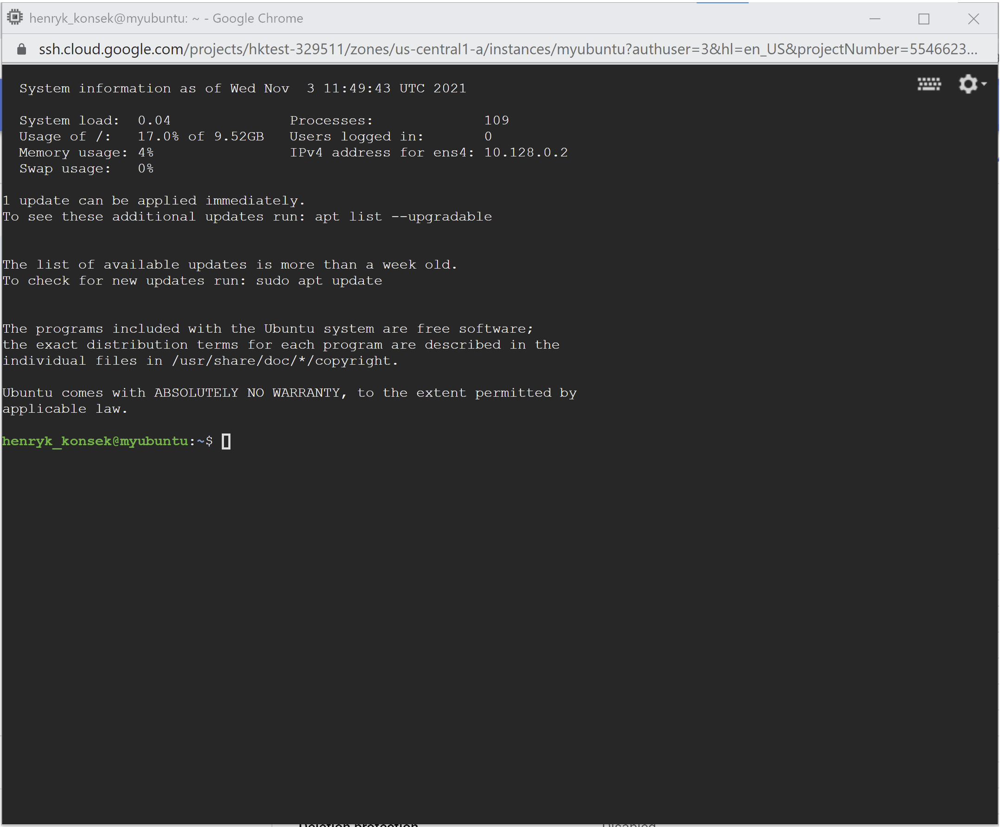 henryk_konsek@myubuntu: ~ - Google Chrome
ssh.cloud.google.com/projects/hktest-329511/zones/us-central1-a/instances/myubuntu?authuser=3&hl=en_US&projectNumber=5546623...
System information as of Wed Nov  3 11:49:43 UTC 2021
System load:  0.04              Processes:             109
Usage of /:   17.0% of 9.52GB   Users logged in:       0
Memory usage: 4%                IPv4 address for ens4: 10.128.0.2
Swap usage:   0%
1 update can be applied immediately.
To see these additional updates run: apt list --upgradable
The list of available updates is more than a week old.
To check for new updates run: sudo apt update
The programs included with the Ubuntu system are free software;
the exact distribution terms for each program are described in the
individual files in /usr/share/doc/*/copyright.
Ubuntu comes with ABSOLUTELY NO WARRANTY, to the extent permitted by
applicable law.
henryk_konsek@myubuntu:~$
Deletion protection Disabled